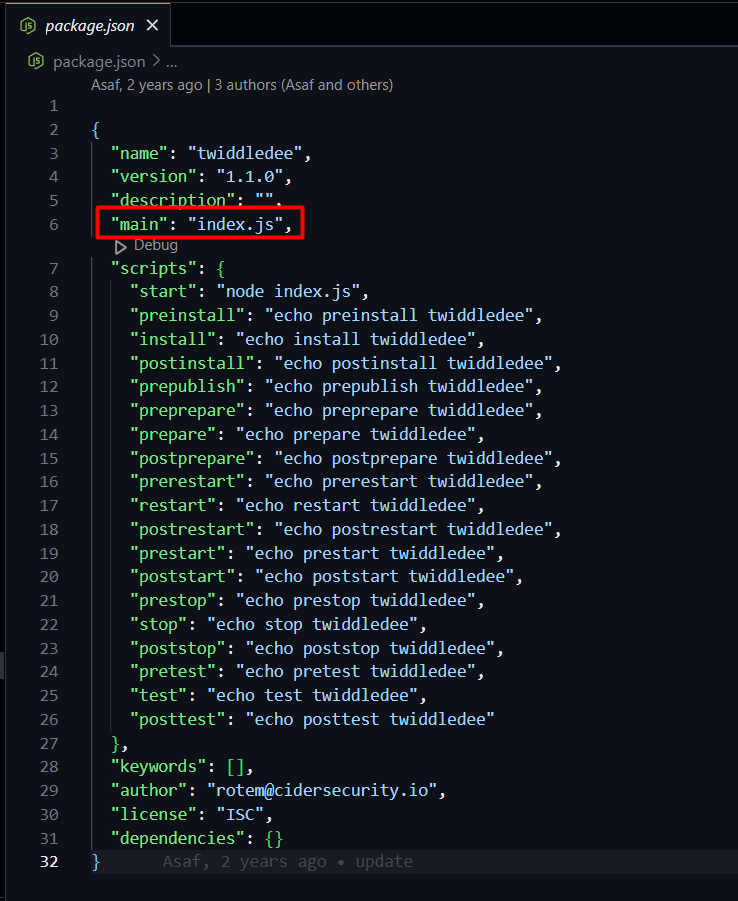 package.json
package.json > ...
Asaf, 2 years ago | 3 authors (Asaf and others)
1
2 {
3 "name": "twiddledee",
4 "version": "1.1.0",
5 "description": "",
6 "main": "index.js",
Debug
7 "scripts": {
8 "start": "node index.js",
9 "preinstall": "echo preinstall twiddledee",
10 "install": "echo install twiddledee",
11 "postinstall": "echo postinstall twiddledee",
12 "prepublish": "echo prepublish twiddledee",
13 "preprepare": "echo preprepare twiddledee",
14 "prepare": "echo prepare twiddledee",
15 "postprepare": "echo postprepare twiddledee",
16 "prerestart": "echo prerestart twiddledee",
17 "restart": "echo restart twiddledee",
18 "postrestart": "echo postrestart twiddledee",
19 "prestart": "echo prestart twiddledee",
20 "poststart": "echo poststart twiddledee",
21 "prestop": "echo prestop twiddledee",
22 "stop": "echo stop twiddledee",
23 "poststop": "echo poststop twiddledee",
24 "pretest": "echo pretest twiddledee",
25 "test": "echo test twiddledee",
26 "posttest": "echo posttest twiddledee"
27 },
28 "keywords": [],
29 "author": "rotem@cidersecurity.io",
30 "license": "ISC",
31 "dependencies": {}
32 } Asaf, 2 years ago • update